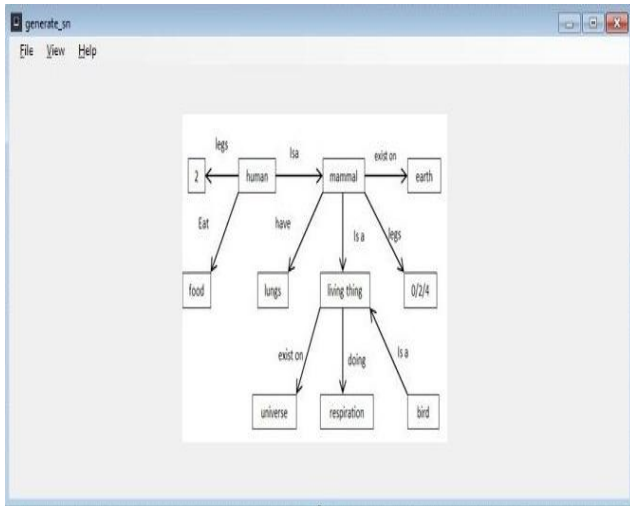 generate_sn
File View Help
legs Isa exist on
2 human mammal earth
Eat have Is a legs
food lungs living thing 0/2/4
exist on doing Is a
universe respiration bird